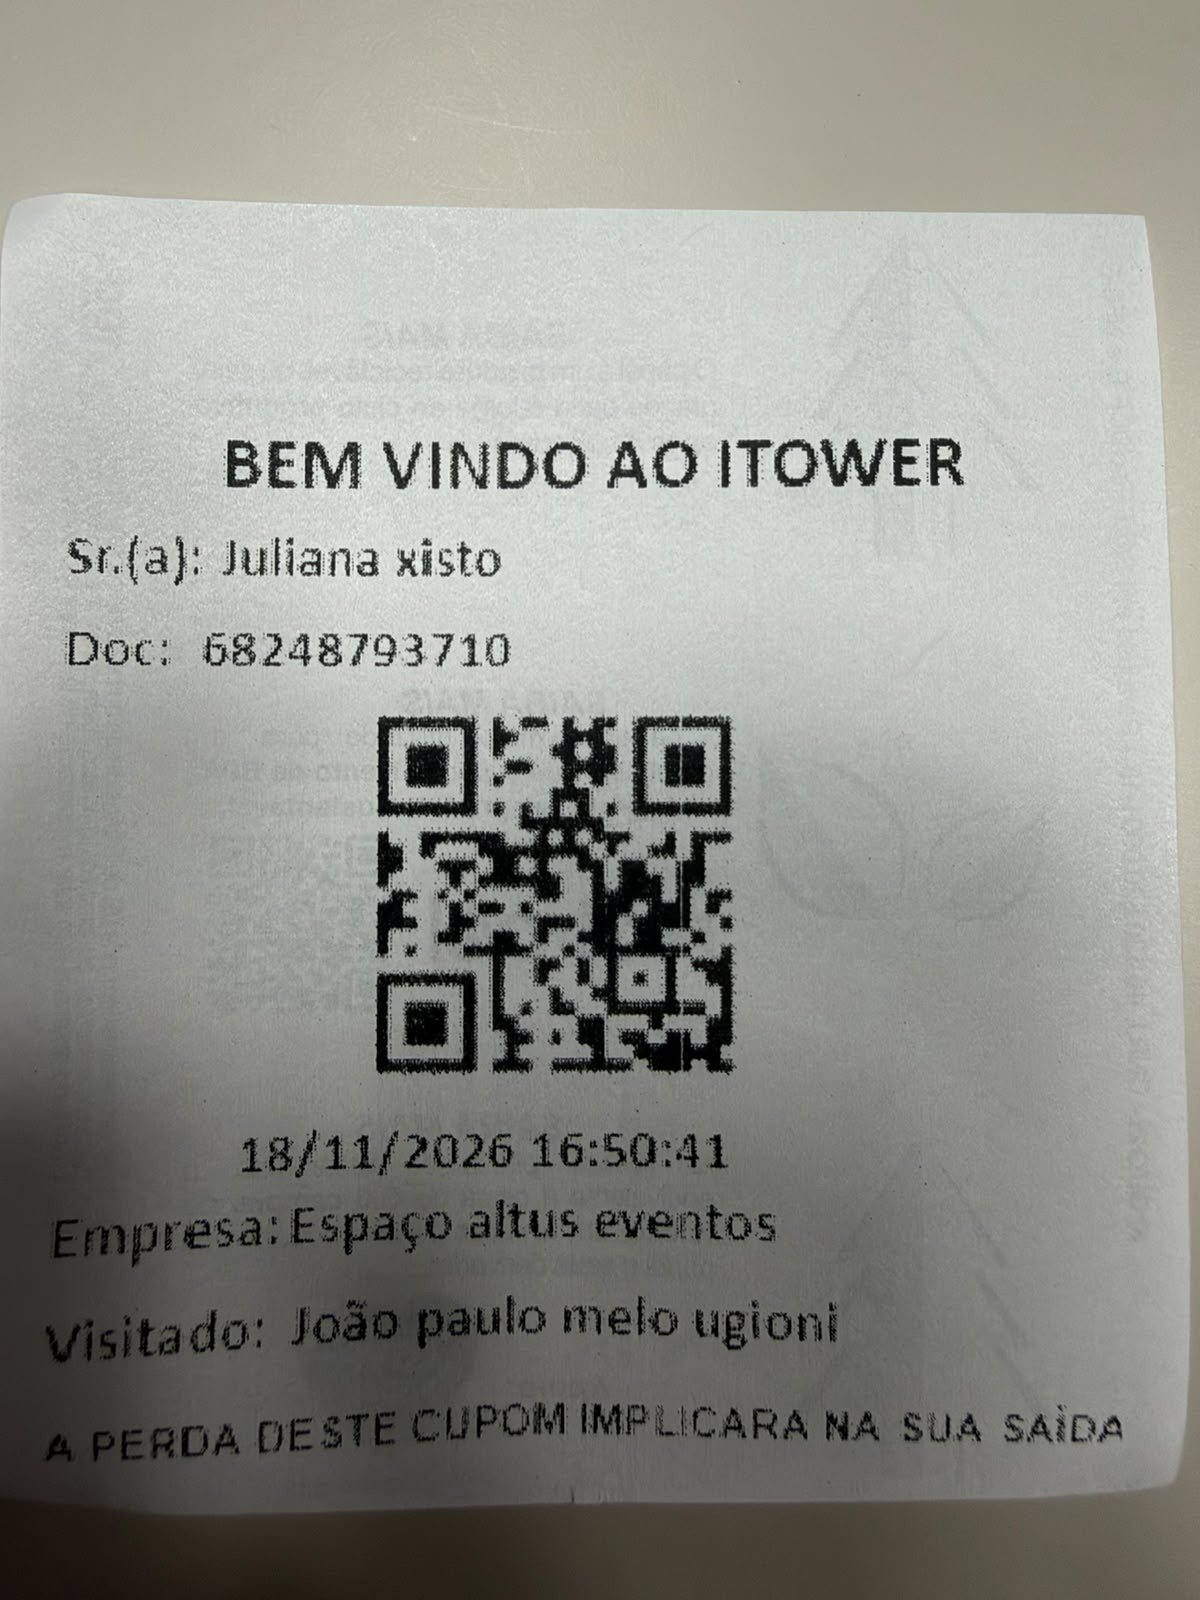 BEM VINDO AO ITOWER
Sr.(a): Juliana xisto
Doc: 68248793710
18/11/2026 16:50:41
Empresa: Espaço altus eventos
Visitado: João paulo melo ugioni
A PERDA DESTE CUPOM IMPLICARA NA SUA SAÍDA